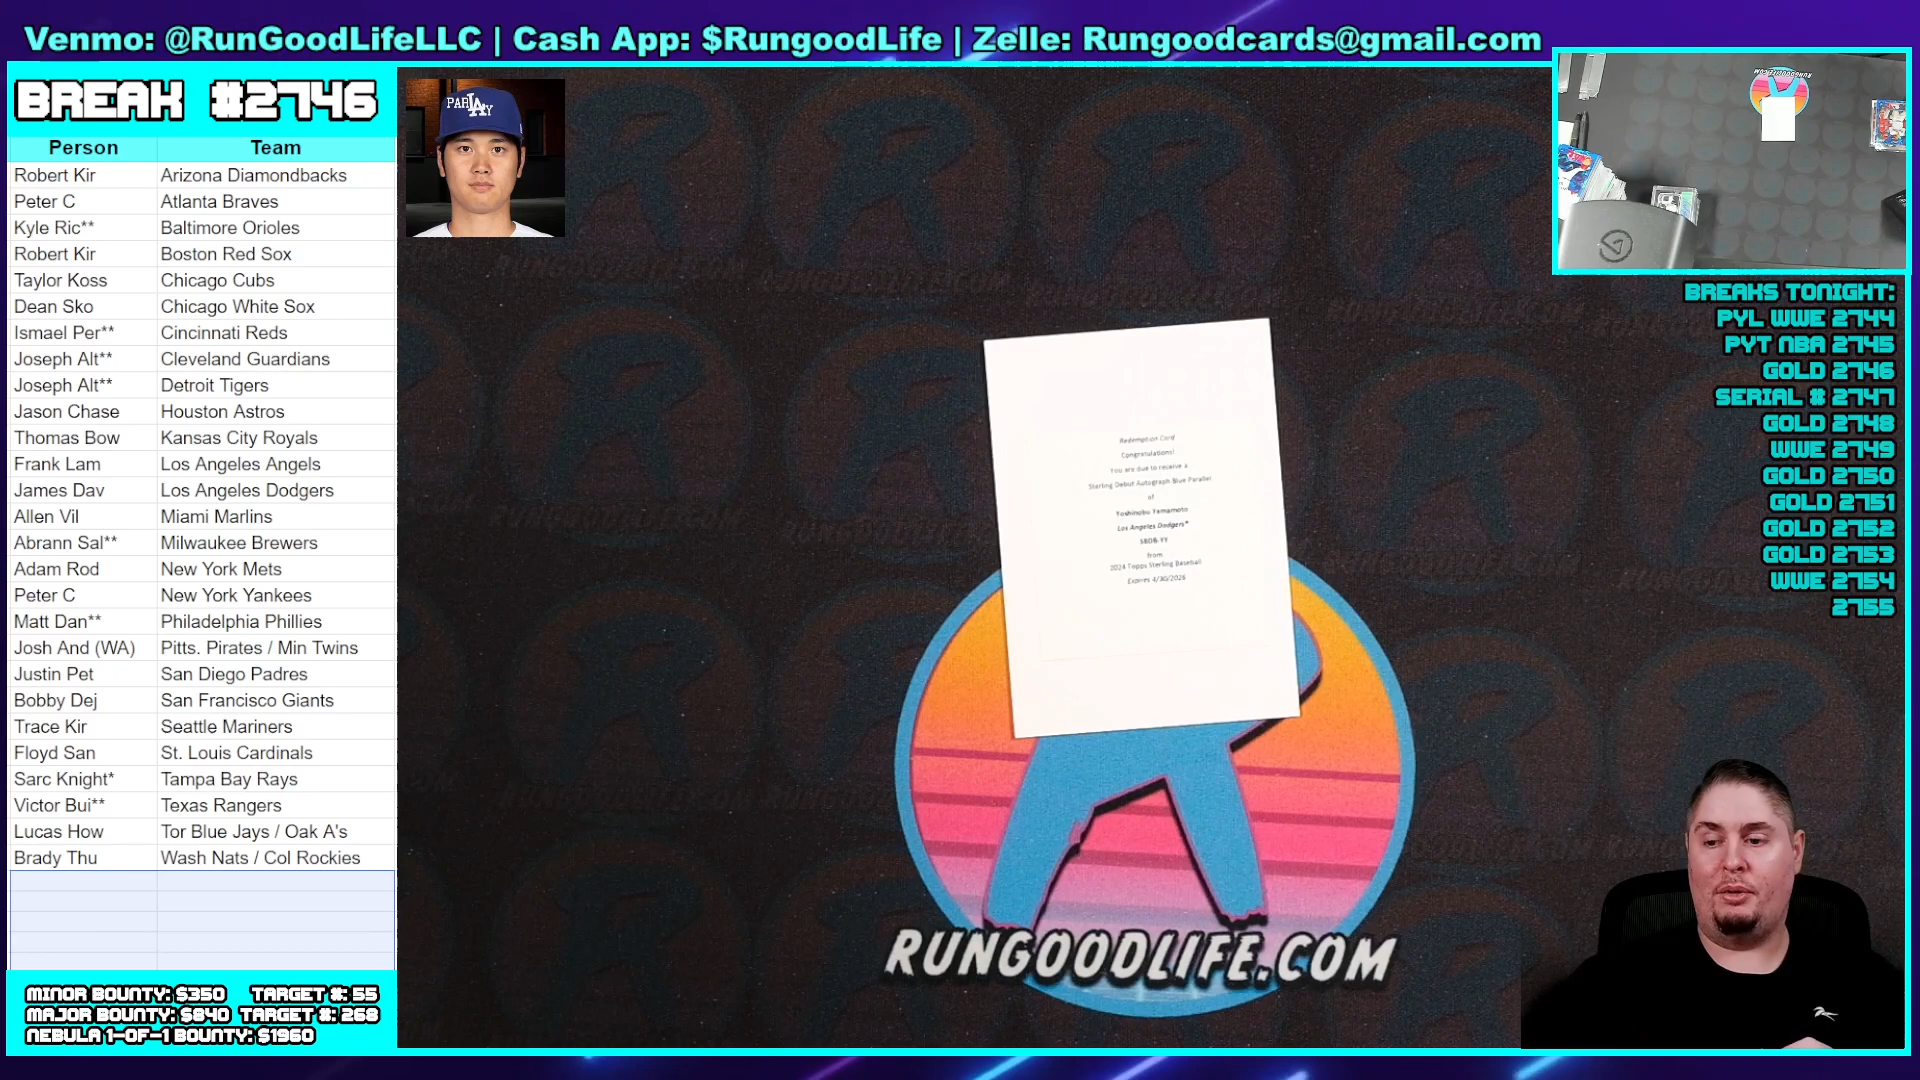 Venmo: @RunGoodLifeLLC | Cash App: $RungoodLife | Zelle: Rungoodcards@gmail.com
BREAK #2746
Person Team
Robert Kir Arizona Diamondbacks
Peter C Atlanta Braves
Kyle Ric** Baltimore Orioles
Robert Kir Boston Red Sox
Taylor Koss Chicago Cubs
Dean Sko Chicago White Sox
Ismael Per** Cincinnati Reds
Joseph Alt** Cleveland Guardians
Joseph Alt** Detroit Tigers
Jason Chase Houston Astros
Thomas Bow Kansas City Royals
Frank Lam Los Angeles Angels
James Dav Los Angeles Dodgers
Allen Vil Miami Marlins
Abrann Sal** Milwaukee Brewers
Adam Rod New York Mets
Peter C New York Yankees
Matt Dan** Philadelphia Phillies
Josh And (WA) Pitts. Pirates / Min Twins
Justin Pet San Diego Padres
Bobby Dej San Francisco Giants
Trace Kir Seattle Mariners
Floyd San St. Louis Cardinals
Sarc Knight* Tampa Bay Rays
Victor Bui** Texas Rangers
Lucas How Tor Blue Jays / Oak A's
Brady Thu Wash Nats / Col Rockies
MINOR BOUNTY: $350 TARGET #: 55
MAJOR BOUNTY: $840 TARGET #: 268
NEBULA 1-OF-1 BOUNTY: $1960
PAR LA Y
Redemption Card
Congratulations!
You are due to receive a
Sterling Debut Autograph Blue Parallel
of
Yoshinobu Yamamoto
Los Angeles Dodgers®
SBDB-YY
from
2024 Topps Sterling Baseball
Expires 4/30/2026
RUNGOODLIFE.COM
RUNGOODLIFE.COM
BREAKS TONIGHT:
PYL WWE 2744
PYT NBA 2745
GOLD 2746
SERIAL # 2747
GOLD 2748
WWE 2749
GOLD 2750
GOLD 2751
GOLD 2752
GOLD 2753
WWE 2754
2755